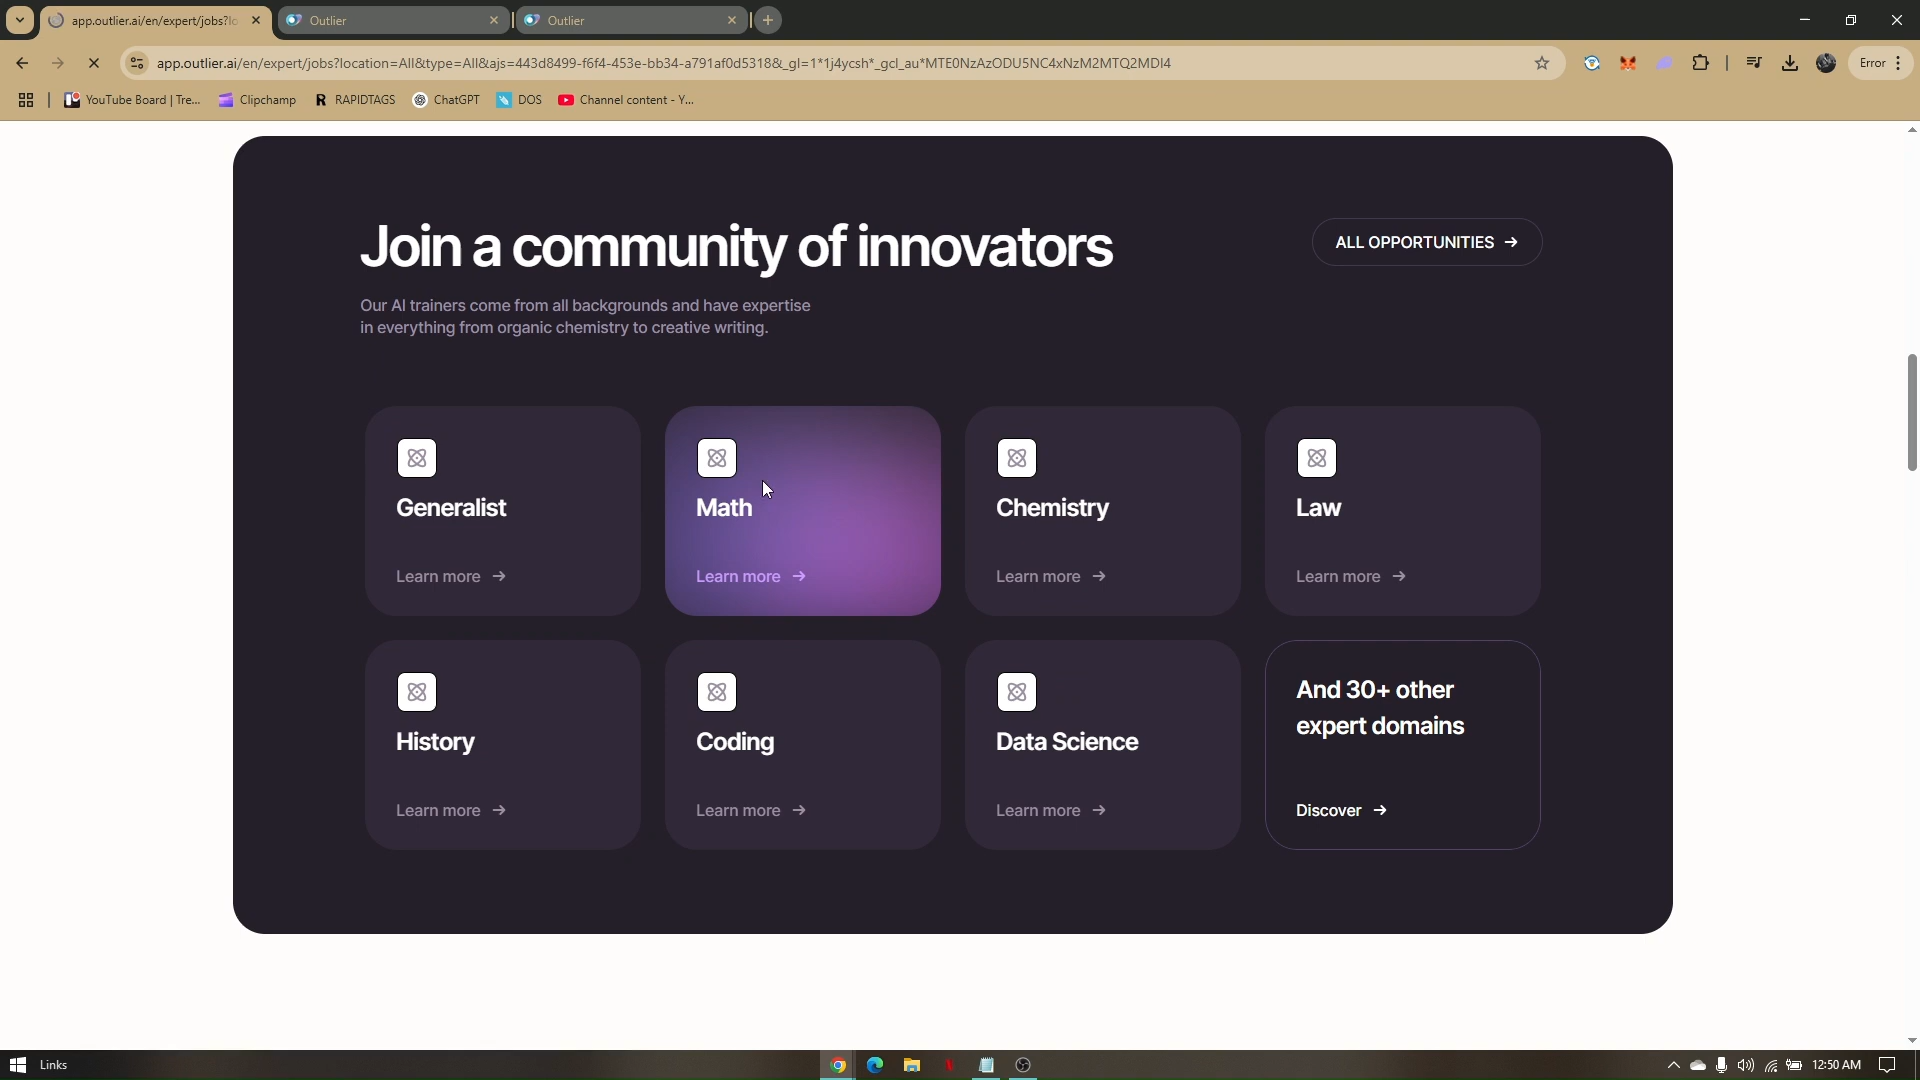 app.outlier.ai/en/expert/jobs?lo
Outlier
Outlier
app.outlier.ai/en/expert/jobs?location=All&type=All&ajs=443d8499-f6f4-453e-bb34-a791af0d5318&_gl=1*1j4ycsh*_gcl_au*MTE0NzAzODU5NC4xNzM2MTQ2MDI4
Error
YouTube Board | Tre...
Clipchamp
RAPIDTAGS
ChatGPT
DOS
Channel content - Y...
Join a community of innovators
ALL OPPORTUNITIES →
Our AI trainers come from all backgrounds and have expertise
in everything from organic chemistry to creative writing.
Generalist
Math
Chemistry
Law
Learn more →
Learn more →
Learn more →
Learn more →
History
Coding
Data Science
And 30+ other
expert domains
Learn more →
Learn more →
Learn more →
Discover →
Links
12:50 AM